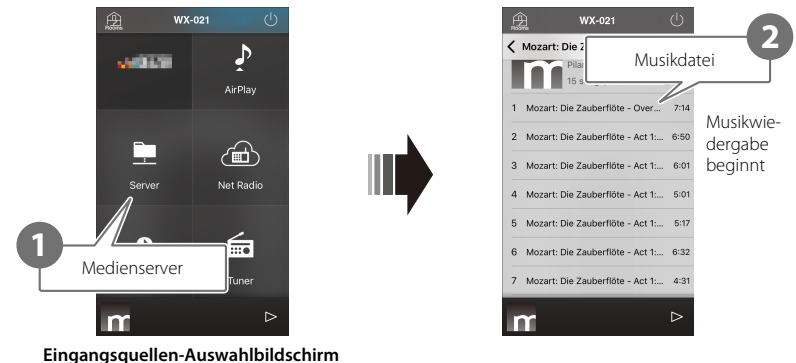 Rooms
WX-021
AirPlay
Server
Net Radio
Tuner
1
Medienserver
m
Eingangsquellen-Auswahlbildschirm
Rooms
WX-021
Mozart: Die Z
2
Musikdatei
m
1 Mozart: Die Zauberflöte - Over... 7:14
2 Mozart: Die Zauberflöte - Act 1:... 6:50
3 Mozart: Die Zauberflöte - Act 1:... 6:01
4 Mozart: Die Zauberflöte - Act 1:... 5:01
5 Mozart: Die Zauberflöte - Act 1:... 5:17
6 Mozart: Die Zauberflöte - Act 1:... 6:32
7 Mozart: Die Zauberflöte - Act 1:... 4:31
m
Musikwie-
dergabe
beginnt